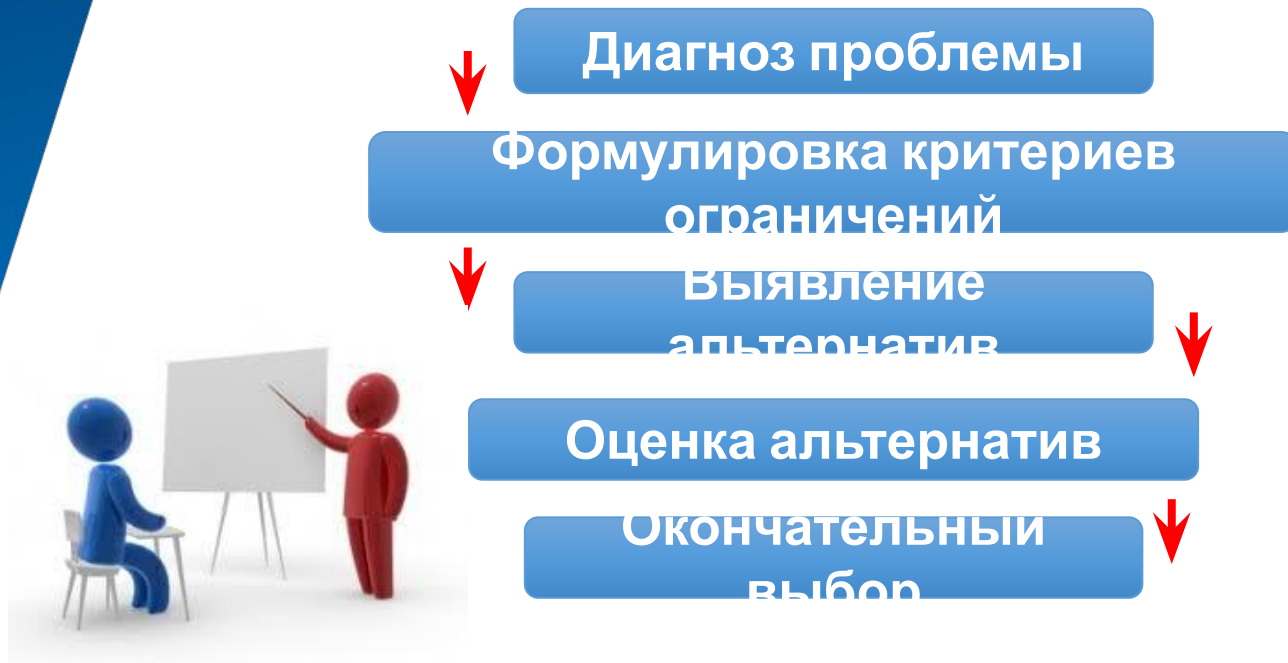 Диагноз проблемы
Формулировка критериев
ограничений
Выявление
альтернатив
Оценка альтернатив
Окончательный
выбор